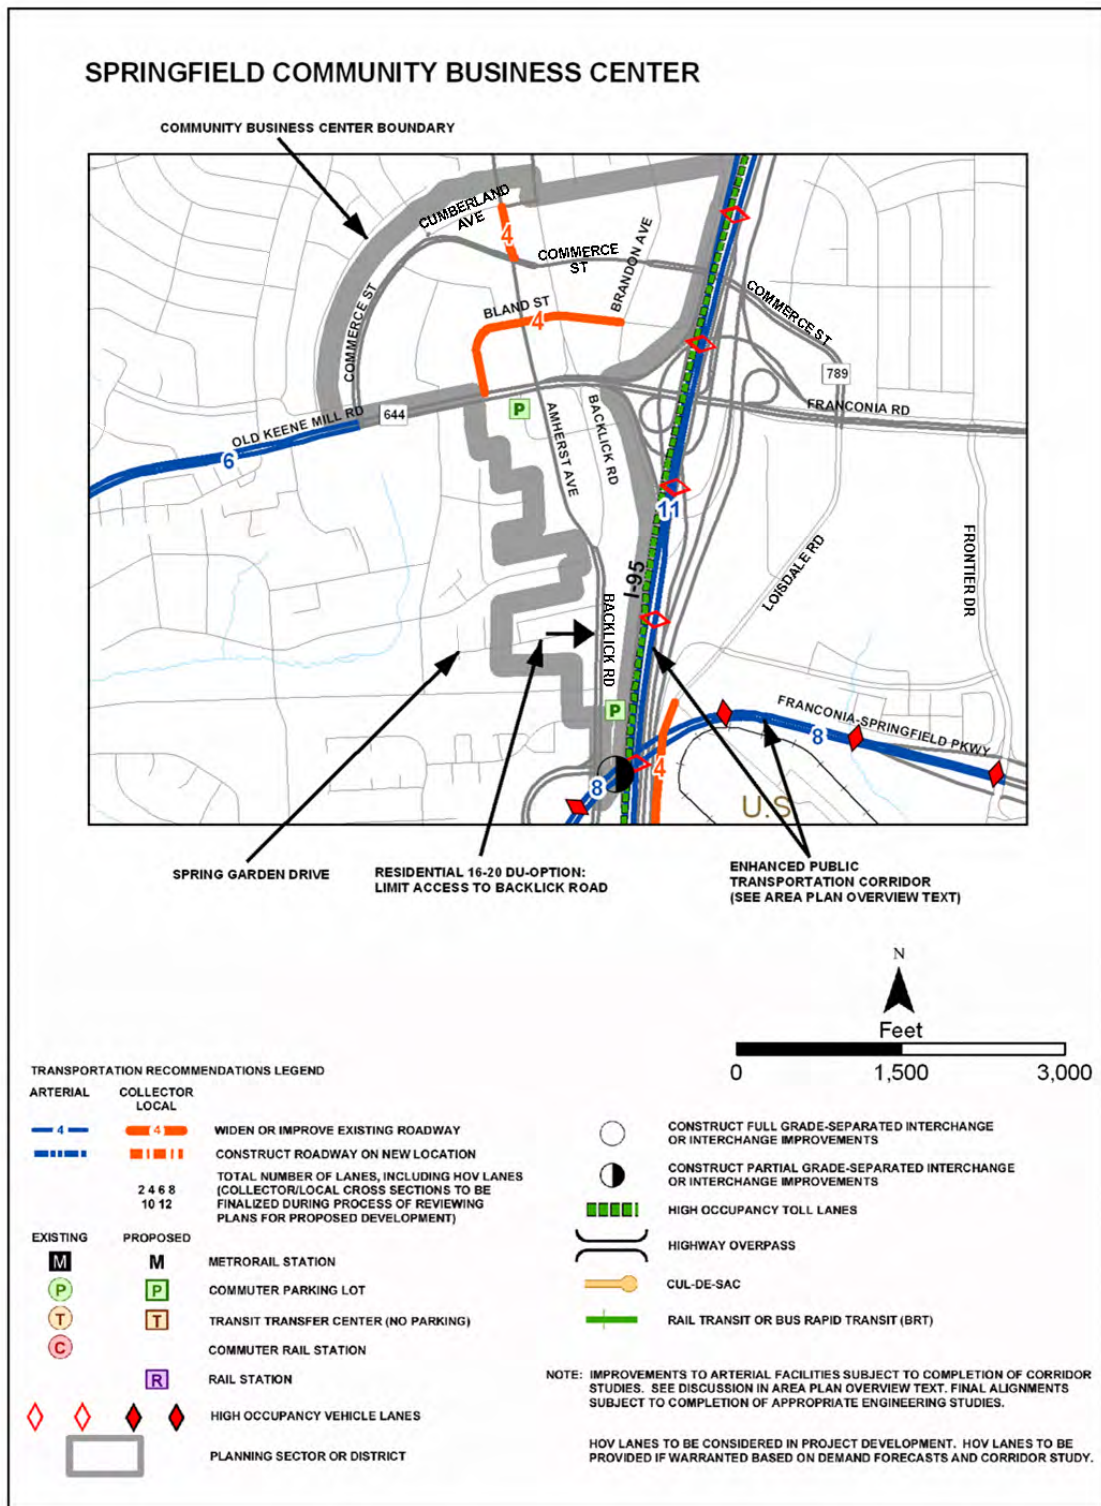 SPRINGFIELD COMMUNITY BUSINESS CENTER
COMMUNITY BUSINESS CENTER BOUNDARY
CUMBERLAND
AVE
4
COMMERCE
ST
BRANDON AVE
COMMERCE ST
COMMERCE ST
BLAND ST
4
789
P
FRANCONIA RD
OLD KEENE MILL RD
644
6
AMHERST AVE
BACKLICK RD
11
I-95
LOISDALE RD
FRONTIER DR
BACKLICK RD
P
FRANCONIA-SPRINGFIELD PKWY
8
4
8
U.S
SPRING GARDEN DRIVE
RESIDENTIAL 16-20 DU-OPTION:
LIMIT ACCESS TO BACKLICK ROAD
ENHANCED PUBLIC
TRANSPORTATION CORRIDOR
(SEE AREA PLAN OVERVIEW TEXT)
N
Feet
0 1,500 3,000
TRANSPORTATION RECOMMENDATIONS LEGEND
ARTERIAL COLLECTOR
LOCAL
4 4 WIDEN OR IMPROVE EXISTING ROADWAY
CONSTRUCT ROADWAY ON NEW LOCATION
2 4 6 8
10 12
TOTAL NUMBER OF LANES, INCLUDING HOV LANES
(COLLECTOR/LOCAL CROSS SECTIONS TO BE
FINALIZED DURING PROCESS OF REVIEWING
PLANS FOR PROPOSED DEVELOPMENT)
EXISTING PROPOSED
M M METRORAIL STATION
P P COMMUTER PARKING LOT
T T TRANSIT TRANSFER CENTER (NO PARKING)
C COMMUTER RAIL STATION
R RAIL STATION
HIGH OCCUPANCY VEHICLE LANES
PLANNING SECTOR OR DISTRICT
CONSTRUCT FULL GRADE-SEPARATED INTERCHANGE
OR INTERCHANGE IMPROVEMENTS
CONSTRUCT PARTIAL GRADE-SEPARATED INTERCHANGE
OR INTERCHANGE IMPROVEMENTS
HIGH OCCUPANCY TOLL LANES
HIGHWAY OVERPASS
CUL-DE-SAC
RAIL TRANSIT OR BUS RAPID TRANSIT (BRT)
NOTE: IMPROVEMENTS TO ARTERIAL FACILITIES SUBJECT TO COMPLETION OF CORRIDOR
STUDIES. SEE DISCUSSION IN AREA PLAN OVERVIEW TEXT. FINAL ALIGNMENTS
SUBJECT TO COMPLETION OF APPROPRIATE ENGINEERING STUDIES.
HOV LANES TO BE CONSIDERED IN PROJECT DEVELOPMENT. HOV LANES TO BE
PROVIDED IF WARRANTED BASED ON DEMAND FORECASTS AND CORRIDOR STUDY.